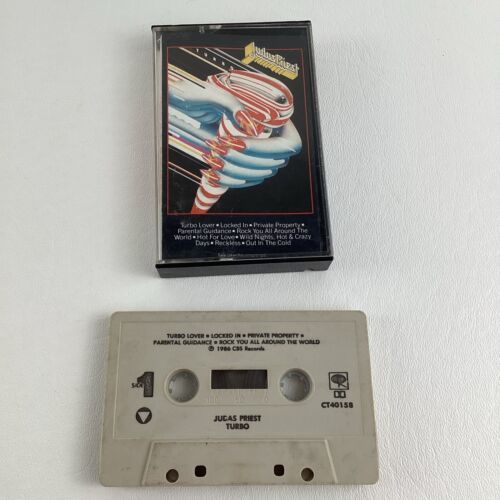 Judas Priest
TURBO
Turbo Lover • Locked In • Private Property •
Parental Guidance • Rock You All Around The
World • Hot For Love • Wild Nights, Hot & Crazy
Days • Reckless • Out In The Cold
TURBO LOVER • LOCKED IN • PRIVATE PROPERTY •
PARENTAL GUIDANCE • ROCK YOU ALL AROUND THE WORLD
℗ 1986 CBS Records
SIDE 1
CT40158
JUDAS PRIEST
TURBO